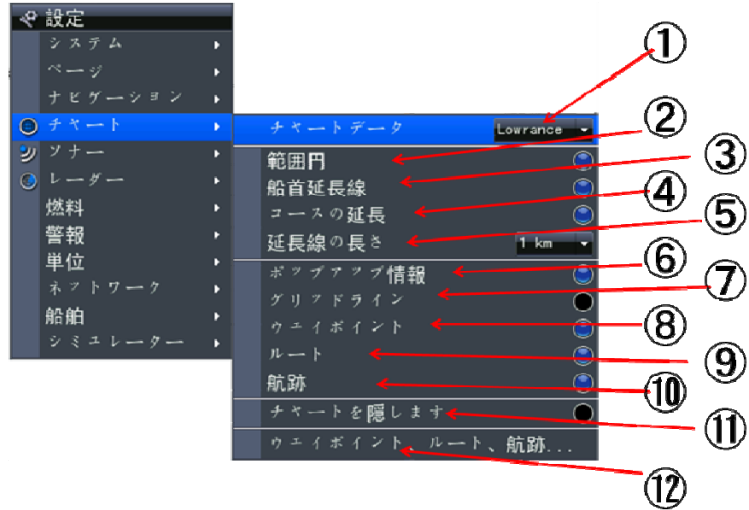 設定
システム
ページ
ナビゲーション
チャート
ソナー
レーダー
燃料
警報
単位
ネットワーク
船舶
シミュレーター
チャートデータ Lowrance
範囲円
船首延長線
コースの延長
延長線の長さ 1 km
ポップアップ情報
グリッドライン
ウェイポイント
ルート
航跡
チャートを隠します
ウェイポイント、ルート、航跡...
①
②
③
④
⑤
⑥
⑦
⑧
⑨
⑩
⑪
⑫